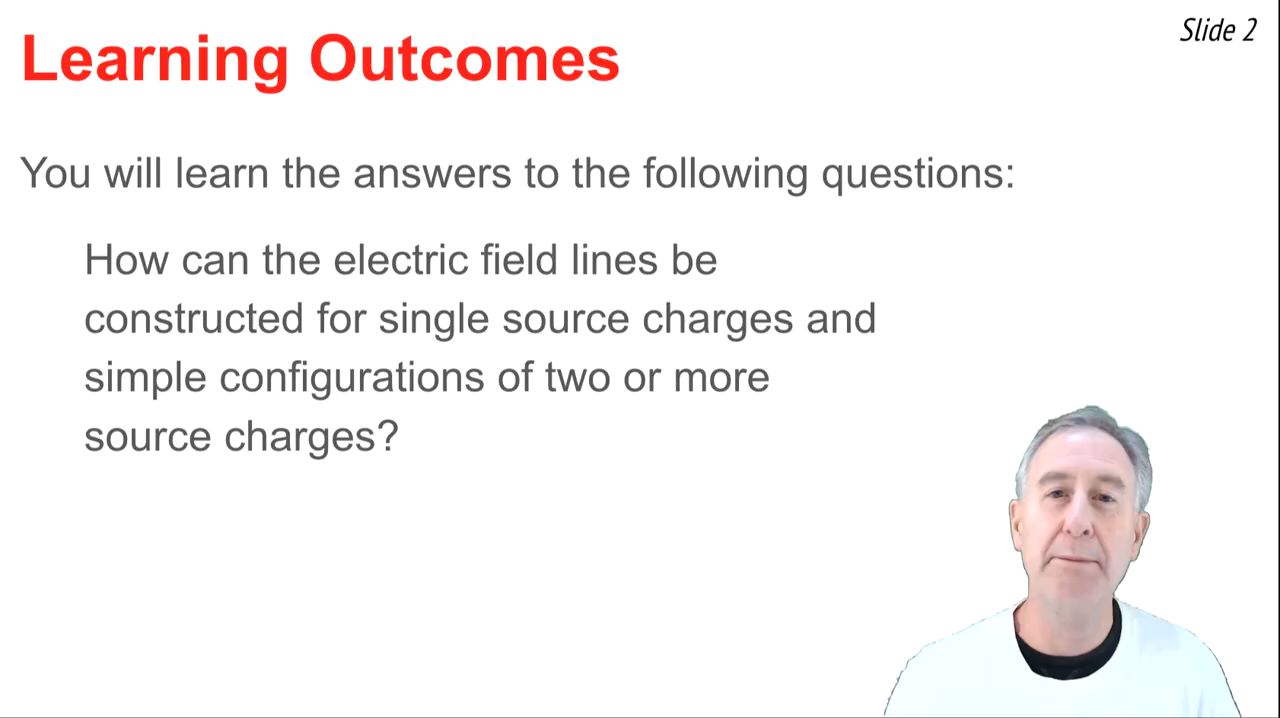 Slide 2
Learning Outcomes
You will learn the answers to the following questions:
How can the electric field lines be
constructed for single source charges and
simple configurations of two or more
source charges?